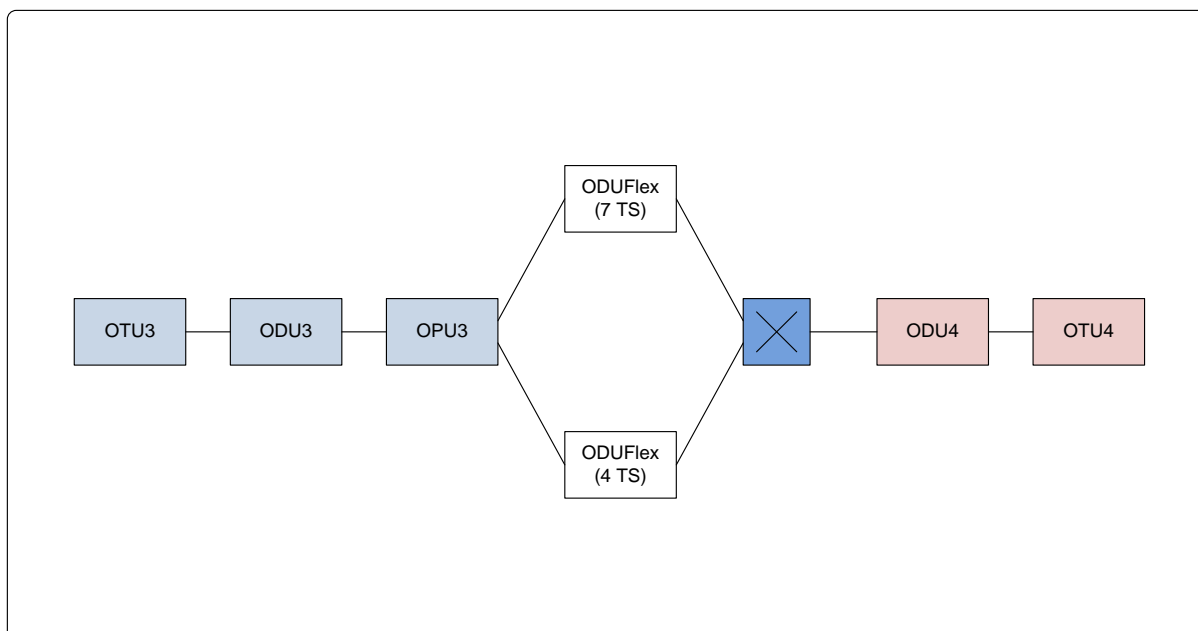 ODUFlex
(7 TS)
OTU3
ODU3
OPU3
ODU4
OTU4
ODUFlex
(4 TS)